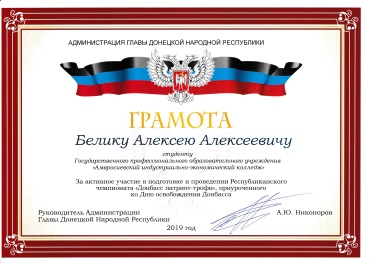 АДМИНИСТРАЦИЯ ГЛАВЫ ДОНЕЦКОЙ НАРОДНОЙ РЕСПУБЛИКИ
ГРАМОТА
Белику Алексею Алексеевичу
студенту
Государственного профессионального образовательного учреждения
«Амвросиевский индустриально-экономический колледж»
За активное участие в подготовке и проведении Республиканского
чемпионата «Донбасс патриот-трофи», приуроченного
ко Дню освобождения Донбасса
Руководитель Администрации
Главы Донецкой Народной Республики
А.Ю. Никоноров
2019 год